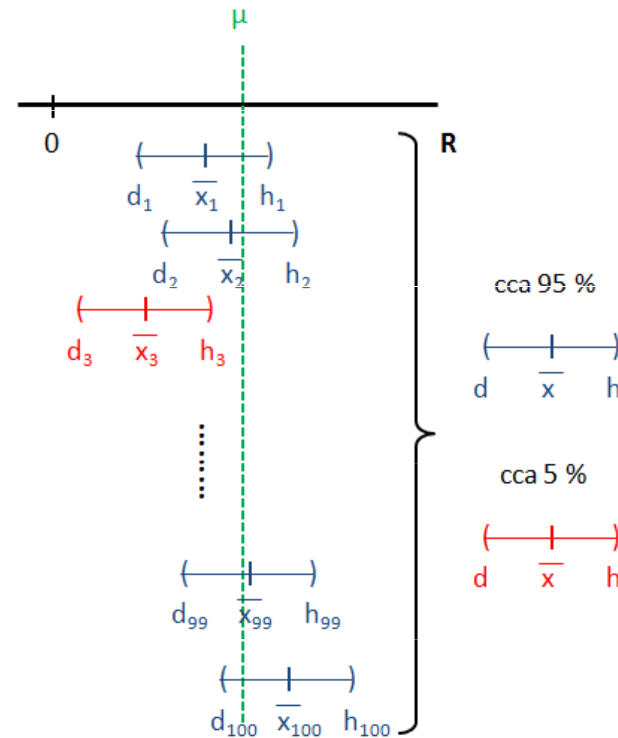 μ
0 R
d₁ x̄₁ h₁
d₂ x̄₂ h₂
cca 95 %
d₃ x̄₃ h₃
d x̄ h
........
cca 5 %
d x̄ h
d₉₉ x̄₉₉ h₉₉
d₁₀₀ x̄₁₀₀ h₁₀₀